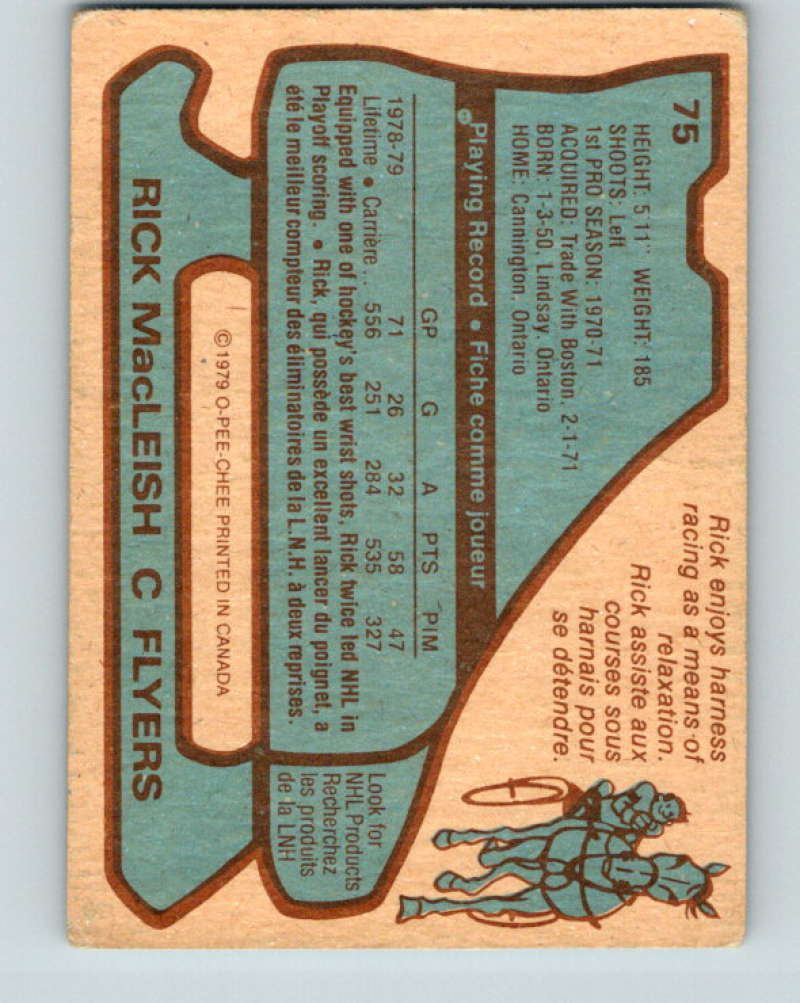 75
HEIGHT: 5'11" WEIGHT: 185
SHOOTS: Left
1st PRO SEASON: 1970-71
ACQUIRED: Trade With Boston, 2-1-71
BORN: 1-3-50, Lindsay, Ontario
HOME: Cannington, Ontario
Rick enjoys harness
racing as a means of
relaxation.
Rick assiste aux
courses sous
harnais pour
se détendre.
Playing Record • Fiche comme joueur
GP G A PTS PIM
1978-79 71 26 32 58 47
Lifetime • Carrière... 556 251 284 535 327
Equipped with one of hockey's best wrist shots, Rick twice led NHL in
Playoff scoring. • Rick, qui possède un excellent lancer du poignet, a
été le meilleur compteur des éliminatoires de la L.N.H. à deux reprises.
Look for
NHL Products
Recherchez
les produits
de la LNH
©1979 O-PEE-CHEE PRINTED IN CANADA
RICK MacLEISH C FLYERS